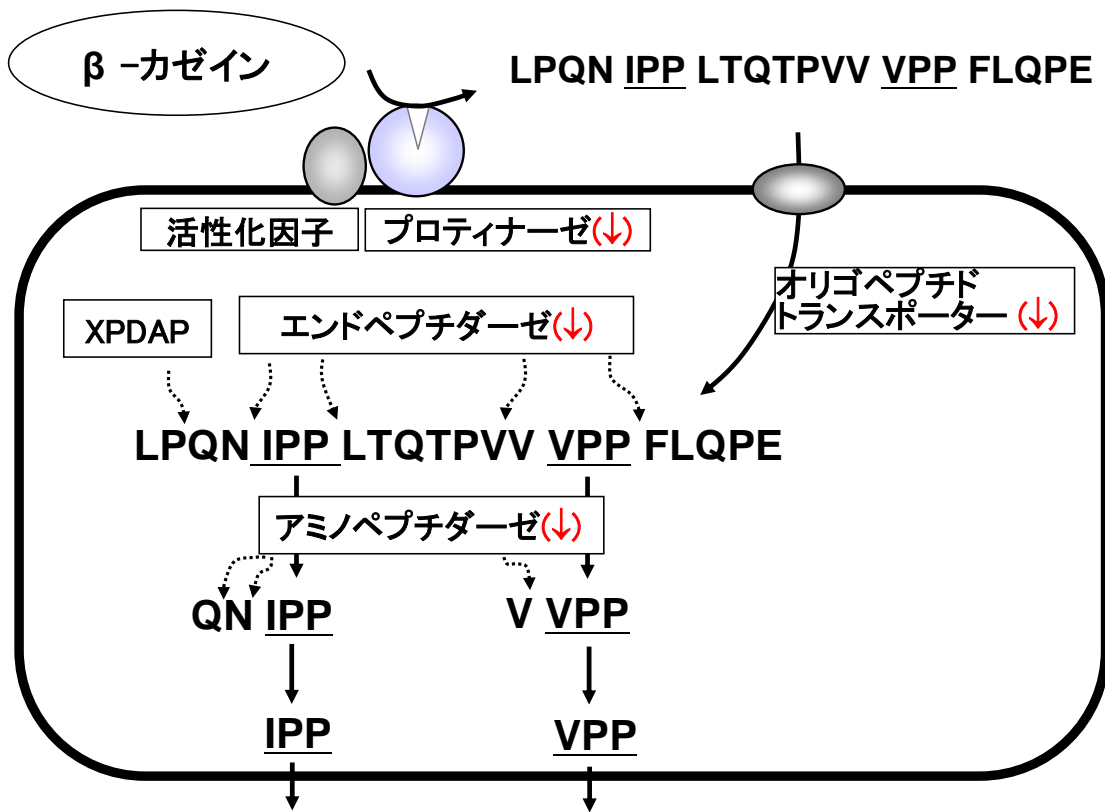 β －カゼイン
LPQN IPP LTQTPVV VPP FLQPE
活性化因子
プロティナーゼ(↓)
オリゴペプチド
トランスポーター (↓)
XPDAP
エンドペプチダーゼ(↓)
LPQN IPP LTQTPVV VPP FLQPE
アミノペプチダーゼ(↓)
QN IPP
V VPP
IPP
VPP